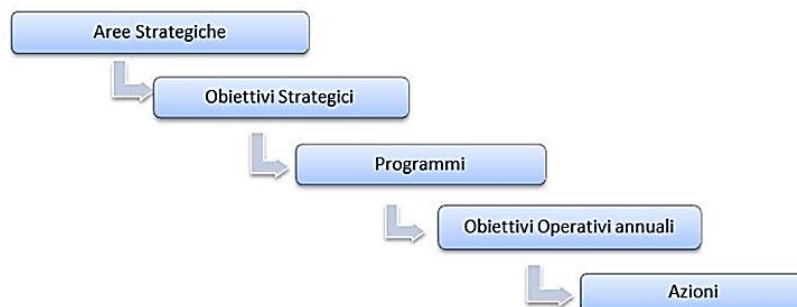 Aree Strategiche
Obiettivi Strategici
Programmi
Obiettivi Operativi annuali
Azioni